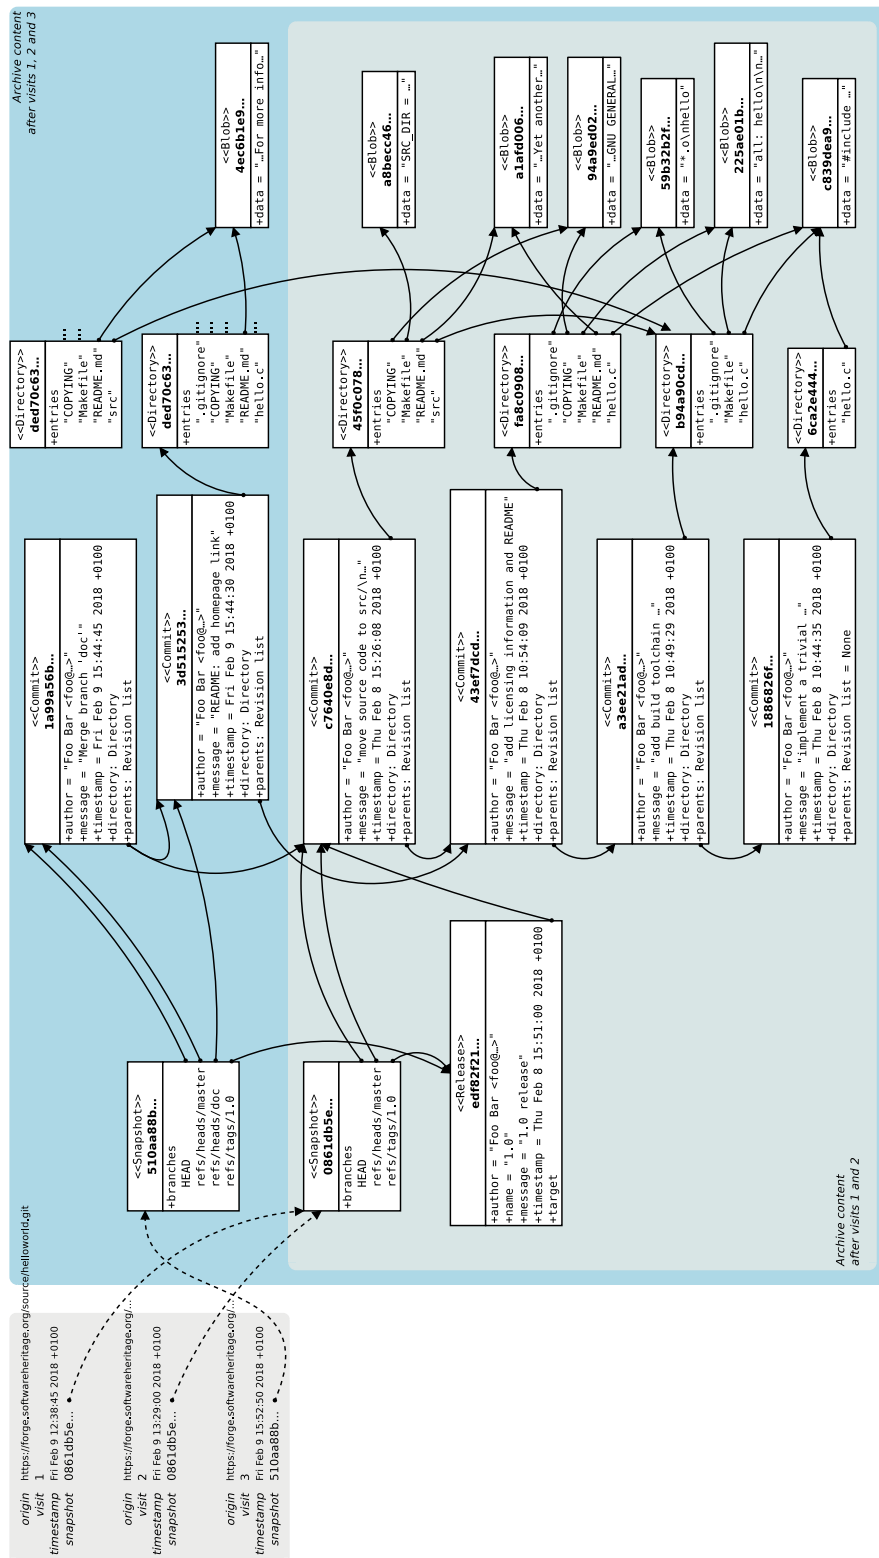 origin https://forge.softwareheritage.org/source/helloworld.git
visit 1
timestamp Fri Feb 9 12:38:45 2018 +0100
snapshot 0861db5e…
origin https://forge.softwareheritage.org/…
visit 2
timestamp Fri Feb 9 13:29:00 2018 +0100
snapshot 0861db5e…
origin https://forge.softwareheritage.org/…
visit 3
timestamp Fri Feb 9 15:52:50 2018 +0100
snapshot 510aa88b…
<<Snapshot>>
510aa88b…
+branches
HEAD
refs/heads/master
refs/heads/doc
refs/tags/1.0
<<Snapshot>>
0861db5e…
+branches
HEAD
refs/heads/master
refs/tags/1.0
<<Release>>
edf82f21…
+author = "Foo Bar <foo@…>"
+name = "1.0"
+message = "1.0 release"
+timestamp = Thu Feb 8 15:51:00 2018 +0100
+target
<<Commit>>
1a99a56b…
+author = "Foo Bar <foo@…>"
+message = "Merge branch 'doc'"
+timestamp = Fri Feb 9 15:44:45 2018 +0100
+directory: Directory
+parents: Revision list
<<Commit>>
3d515253…
+author = "Foo Bar <foo@…>"
+message = "README: add homepage link"
+timestamp = Fri Feb 9 15:44:30 2018 +0100
+directory: Directory
+parents: Revision list
<<Commit>>
c7640e8d…
+author = "Foo Bar <foo@…>"
+message = "move source code to src/\n…"
+timestamp = Thu Feb 8 15:26:08 2018 +0100
+directory: Directory
+parents: Revision list
<<Commit>>
43ef7dcd…
+author = "Foo Bar <foo@…>"
+message = "add licensing information and README"
+timestamp = Thu Feb 8 10:54:09 2018 +0100
+directory: Directory
+parents: Revision list
<<Commit>>
a3ee21ad…
+author = "Foo Bar <foo@…>"
+message = "add build toolchain …"
+timestamp = Thu Feb 8 10:49:29 2018 +0100
+directory: Directory
+parents: Revision list
<<Commit>>
1886826f…
+author = "Foo Bar <foo@…>"
+message = "implement a trivial …"
+timestamp = Thu Feb 8 10:44:35 2018 +0100
+directory: Directory
+parents: Revision list = None
<<Directory>>
ded70c63…
+entries
"COPYING"
"Makefile"
"README.md"
"src"
<<Directory>>
ded70c63…
+entries
".gitignore"
"COPYING"
"Makefile"
"README.md"
"hello.c"
<<Directory>>
45f0c078…
+entries
"COPYING"
"Makefile"
"README.md"
"src"
<<Directory>>
fa8c0908…
+entries
".gitignore"
"COPYING"
"Makefile"
"README.md"
"hello.c"
<<Directory>>
b94a90cd…
+entries
".gitignore"
"Makefile"
"hello.c"
<<Directory>>
6ca2e444…
+entries
"hello.c"
<<Blob>>
4ec6b1e9…
+data = "…For more info…"
<<Blob>>
a8becc46…
+data = "SRC_DIR = …"
<<Blob>>
a1afd006…
+data = "…Yet another…"
<<Blob>>
94a9ed02…
+data = "…GNU GENERAL…"
<<Blob>>
59b32b2f…
+data = "*.o\nhello"
<<Blob>>
225ae01b…
+data = "all: hello\n\n…"
<<Blob>>
c839dea9…
+data = "#include …"
Archive content
after visits 1, 2 and 3
Archive content
after visits 1 and 2